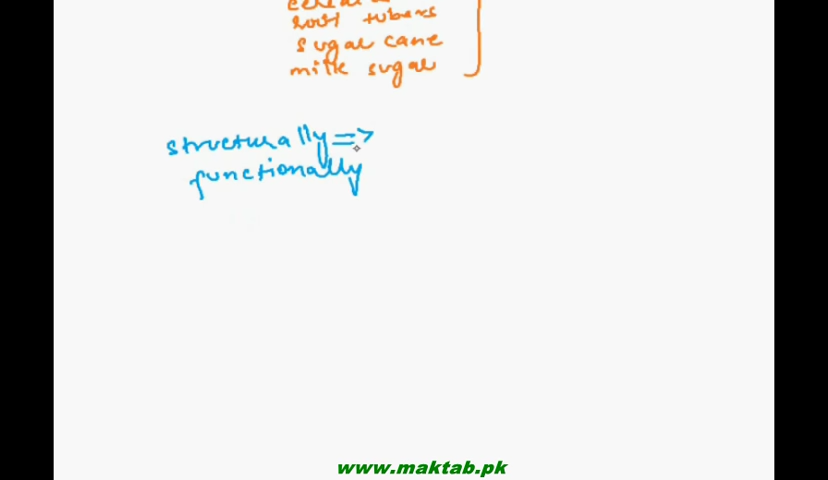 root tubers
sugar cane
milk sugar
structurally =>
functionally
www.maktab.pk